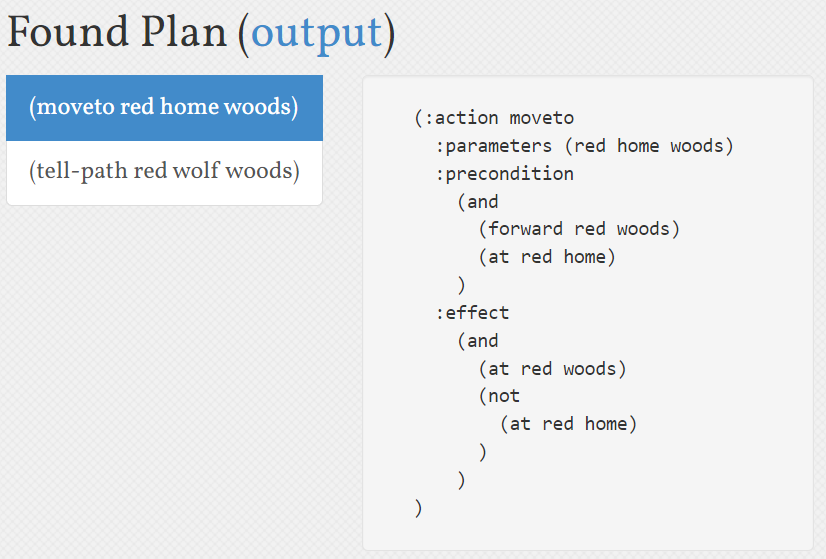 Found Plan (output)
(moveto red home woods)
(tell-path red wolf woods)
(:action moveto
:parameters (red home woods)
:precondition
(and
(forward red woods)
(at red home)
)
:effect
(and
(at red woods)
(not
(at red home)
)
)
)